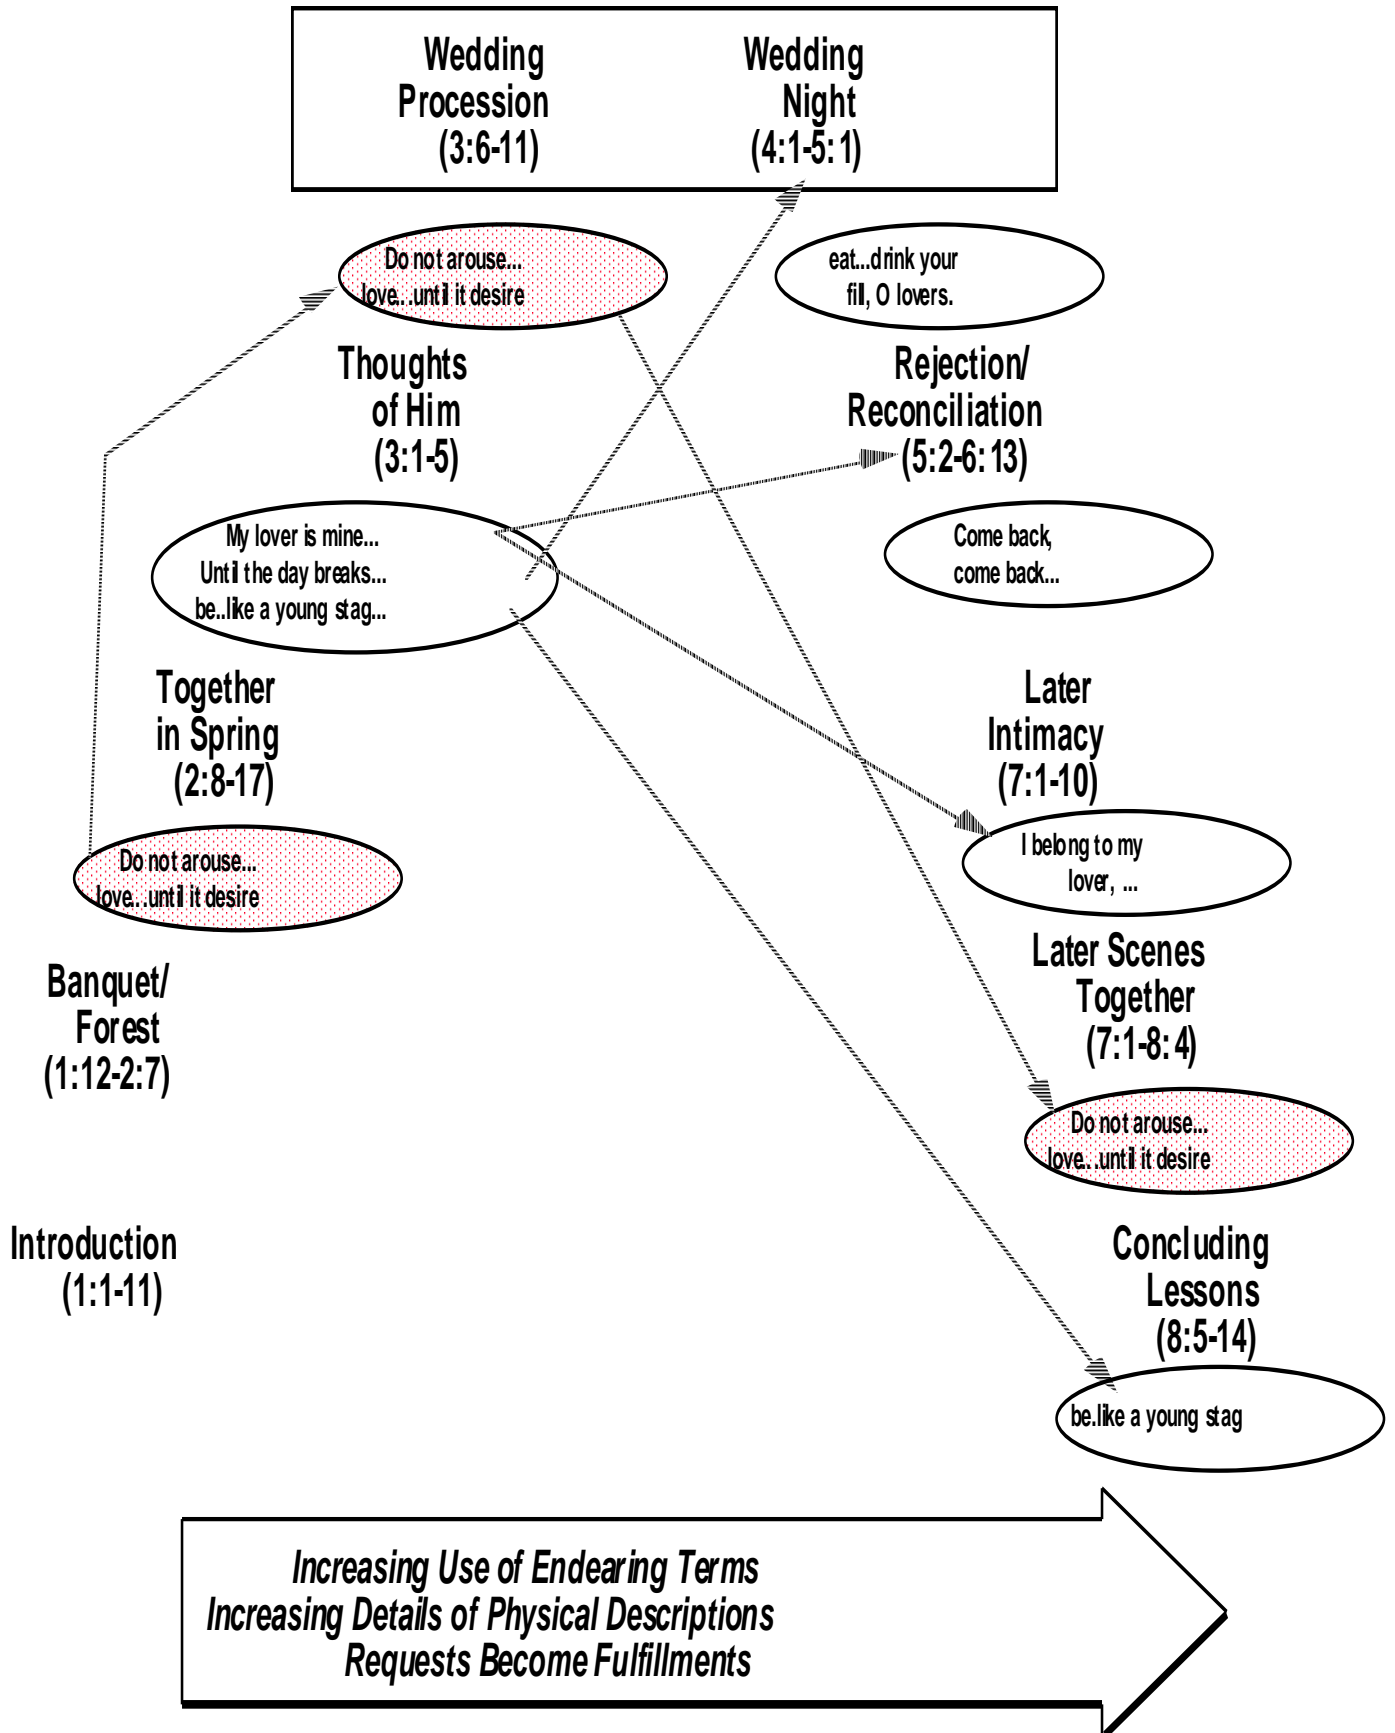 Wedding
Procession
(3:6-11)
Wedding
Night
(4:1-5:1)
Do not arouse...
love...until it desire
eat...drink your
fill, O lovers.
Thoughts
of Him
(3:1-5)
Rejection/
Reconciliation
(5:2-6:13)
My lover is mine...
Until the day breaks...
be..like a young stag...
Come back,
come back...
Together
in Spring
(2:8-17)
Later
Intimacy
(7:1-10)
Do not arouse...
love...until it desire
I belong to my
lover, ...
Banquet/
Forest
(1:12-2:7)
Later Scenes
Together
(7:1-8:4)
Do not arouse...
love...until it desire
Introduction
(1:1-11)
Concluding
Lessons
(8:5-14)
be.like a young stag
Increasing Use of Endearing Terms
Increasing Details of Physical Descriptions
Requests Become Fulfillments